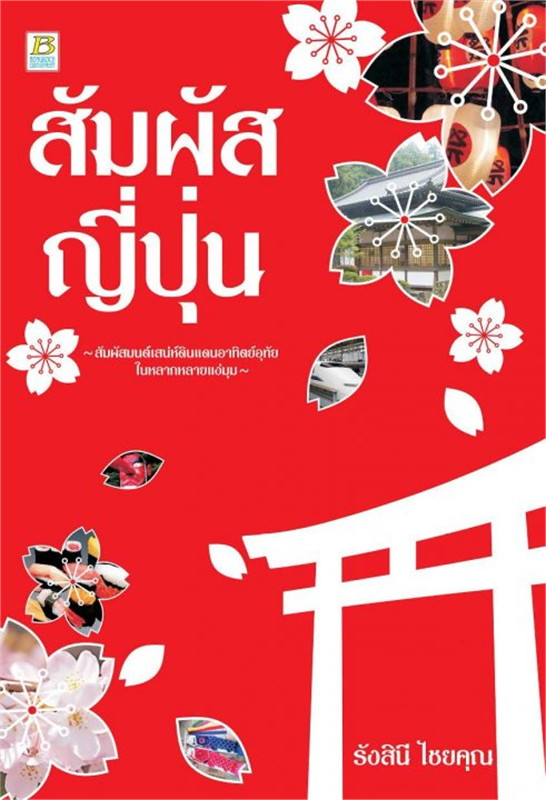 B
สัมผัส
ญี่ปุ่น
~สัมผัสมนต์เสน่ห์ดินแดนอาทิตย์อุทัย
ในหลากหลายแง่มุม~
รังสินี ไชยคุณ